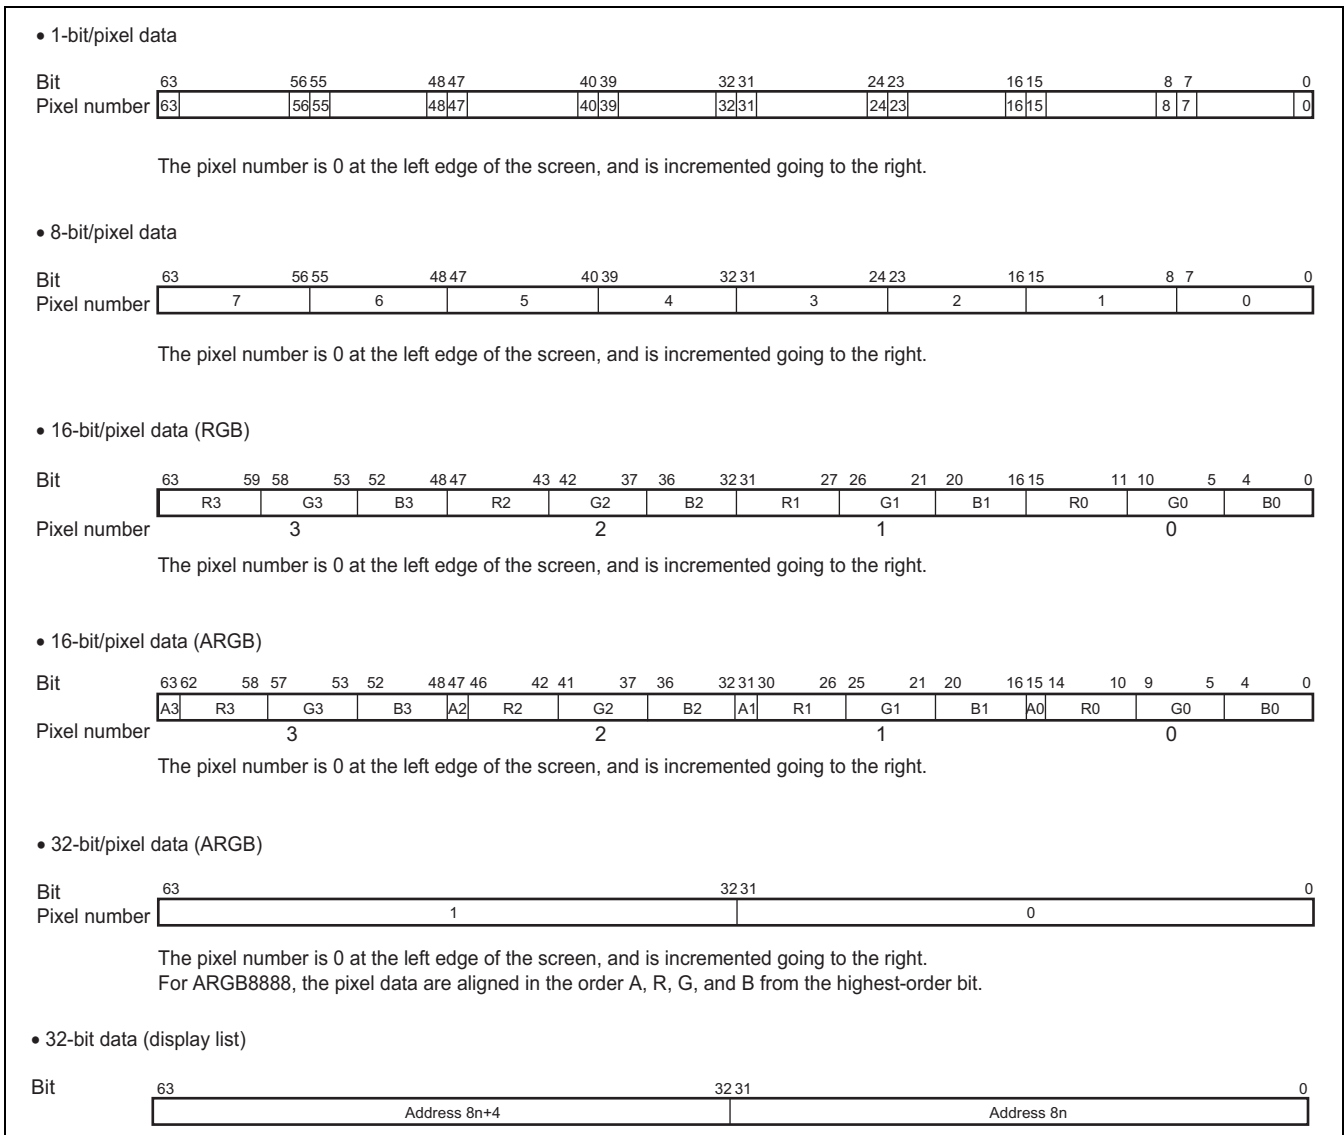 • 1-bit/pixel data
Bit 63 56 55 48 47 40 39 32 31 24 23 16 15 8 7 0
Pixel number 63 56 55 48 47 40 39 32 31 24 23 16 15 8 7 0
The pixel number is 0 at the left edge of the screen, and is incremented going to the right.
• 8-bit/pixel data
Bit 63 56 55 48 47 40 39 32 31 24 23 16 15 8 7 0
Pixel number 7 6 5 4 3 2 1 0
The pixel number is 0 at the left edge of the screen, and is incremented going to the right.
• 16-bit/pixel data (RGB)
Bit 63 59 58 53 52 48 47 43 42 37 36 32 31 27 26 21 20 16 15 11 10 5 4 0
R3 G3 B3 R2 G2 B2 R1 G1 B1 R0 G0 B0
Pixel number 3 2 1 0
The pixel number is 0 at the left edge of the screen, and is incremented going to the right.
• 16-bit/pixel data (ARGB)
Bit 63 62 58 57 53 52 48 47 46 42 41 37 36 32 31 30 26 25 21 20 16 15 14 10 9 5 4 0
A3 R3 G3 B3 A2 R2 G2 B2 A1 R1 G1 B1 A0 R0 G0 B0
Pixel number 3 2 1 0
The pixel number is 0 at the left edge of the screen, and is incremented going to the right.
• 32-bit/pixel data (ARGB)
Bit 63 32 31 0
Pixel number 1 0
The pixel number is 0 at the left edge of the screen, and is incremented going to the right.
For ARGB8888, the pixel data are aligned in the order A, R, G, and B from the highest-order bit.
• 32-bit data (display list)
Bit 63 32 31 0
Address 8n+4 Address 8n